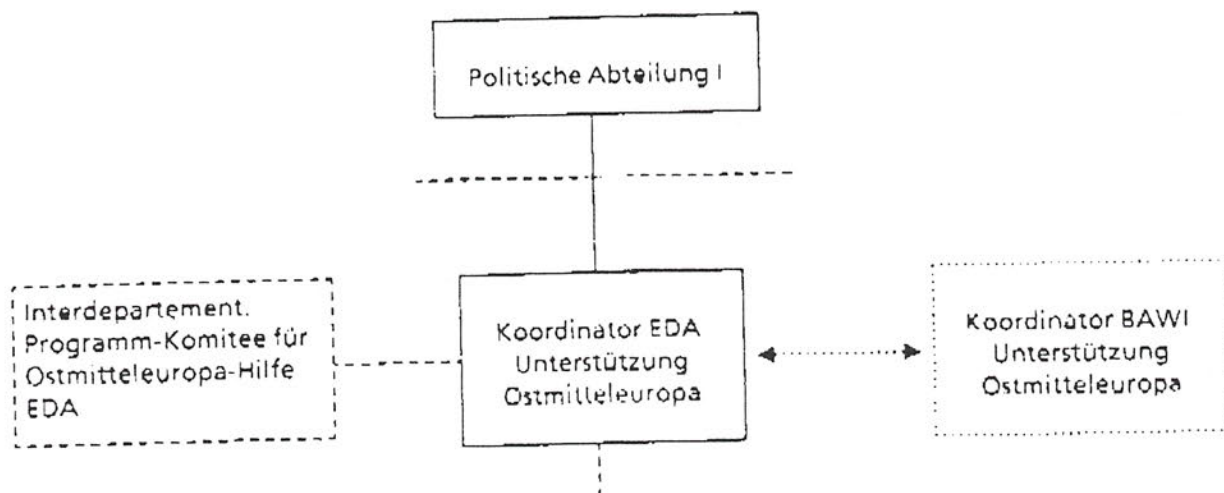 Politische Abteilung I
Interdepartement.
Programm-Komitee für
Ostmitteleuropa-Hilfe
EDA
Koordinator EDA
Unterstützung
Ostmitteleuropa
Koordinator BAWI
Unterstützung
Ostmitteleuropa